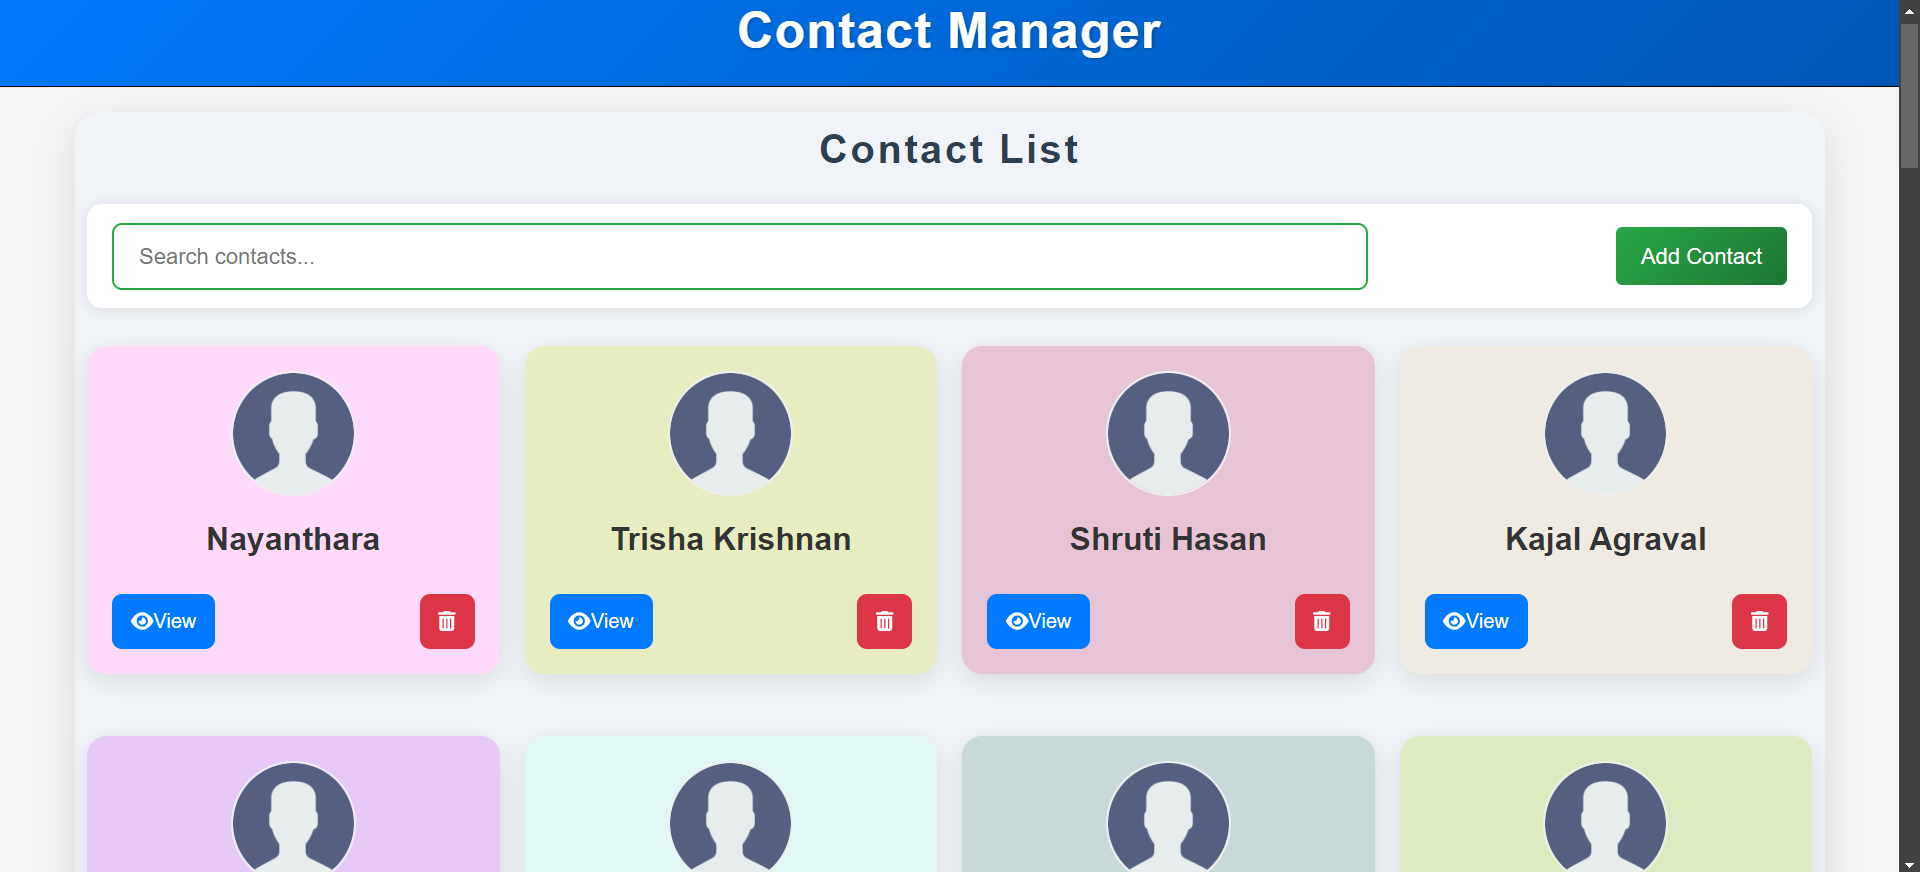 Contact Manager
Contact List
Search contacts...
Add Contact
Nayanthara
Trisha Krishnan
Shruti Hasan
Kajal Agraval
View
View
View
View